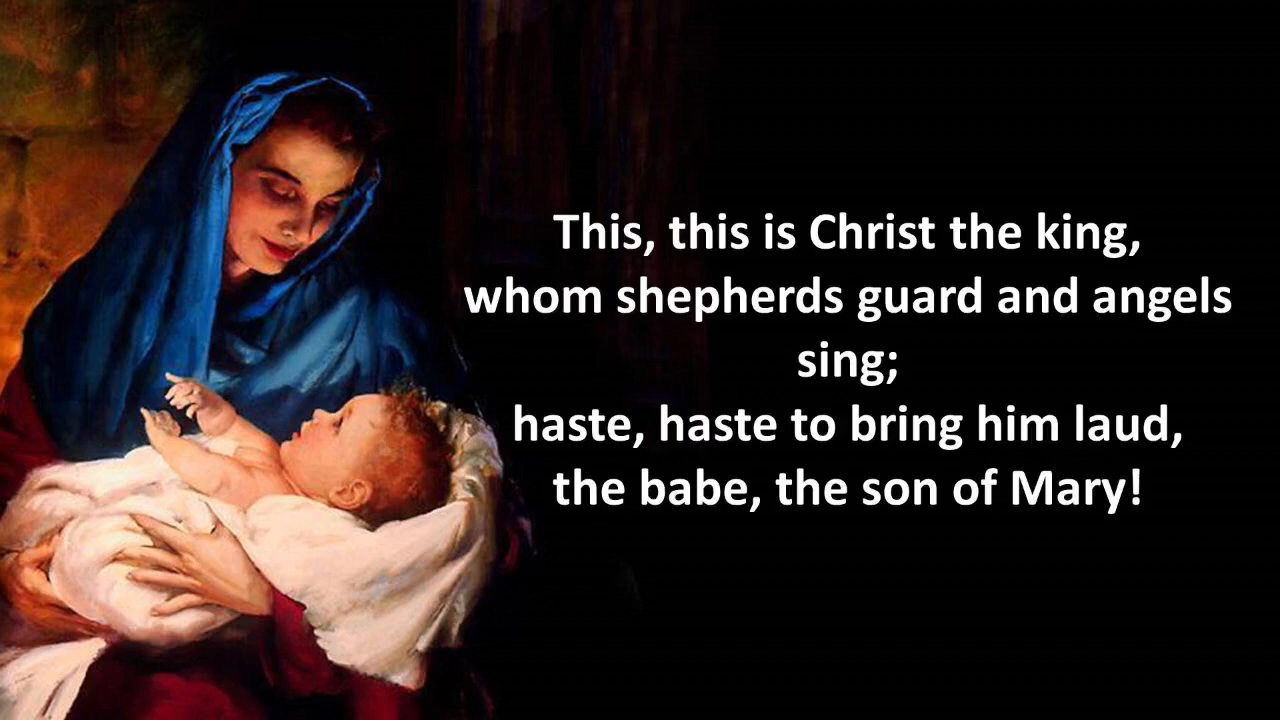 This, this is Christ the king,
whom shepherds guard and angels
sing;
haste, haste to bring him laud,
the babe, the son of Mary!